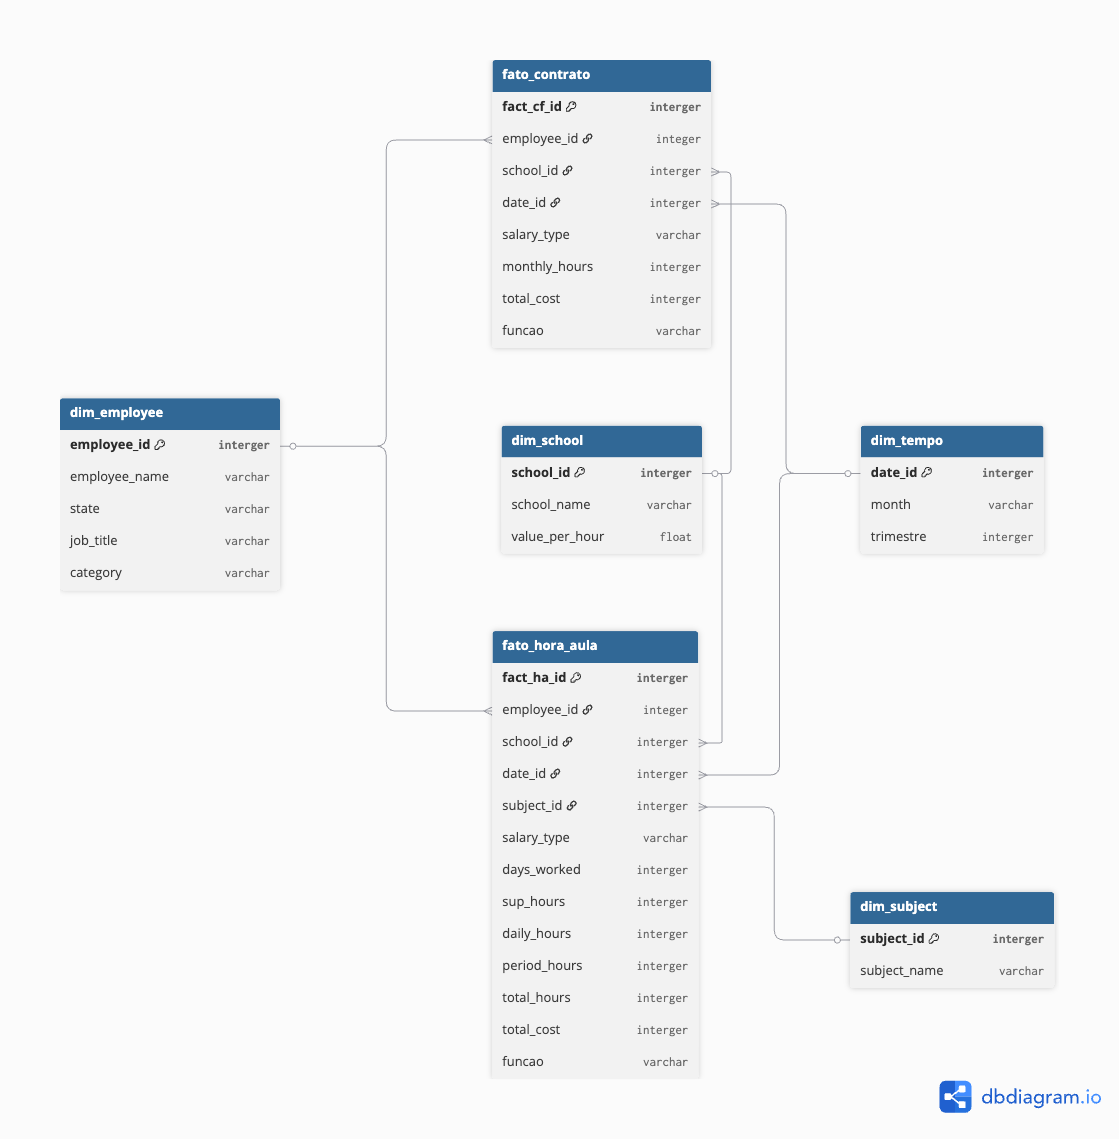 fato_contrato
fact_cf_id interger
employee_id integer
school_id interger
date_id interger
salary_type varchar
monthly_hours interger
total_cost interger
funcao varchar
dim_employee
employee_id interger
employee_name varchar
state varchar
job_title varchar
category varchar
dim_school
school_id interger
school_name varchar
value_per_hour float
dim_tempo
date_id interger
month varchar
trimestre interger
fato_hora_aula
fact_ha_id interger
employee_id integer
school_id interger
date_id interger
subject_id interger
salary_type varchar
days_worked interger
sup_hours interger
daily_hours interger
period_hours interger
total_hours interger
total_cost interger
funcao varchar
dim_subject
subject_id interger
subject_name varchar
dbdiagram.io